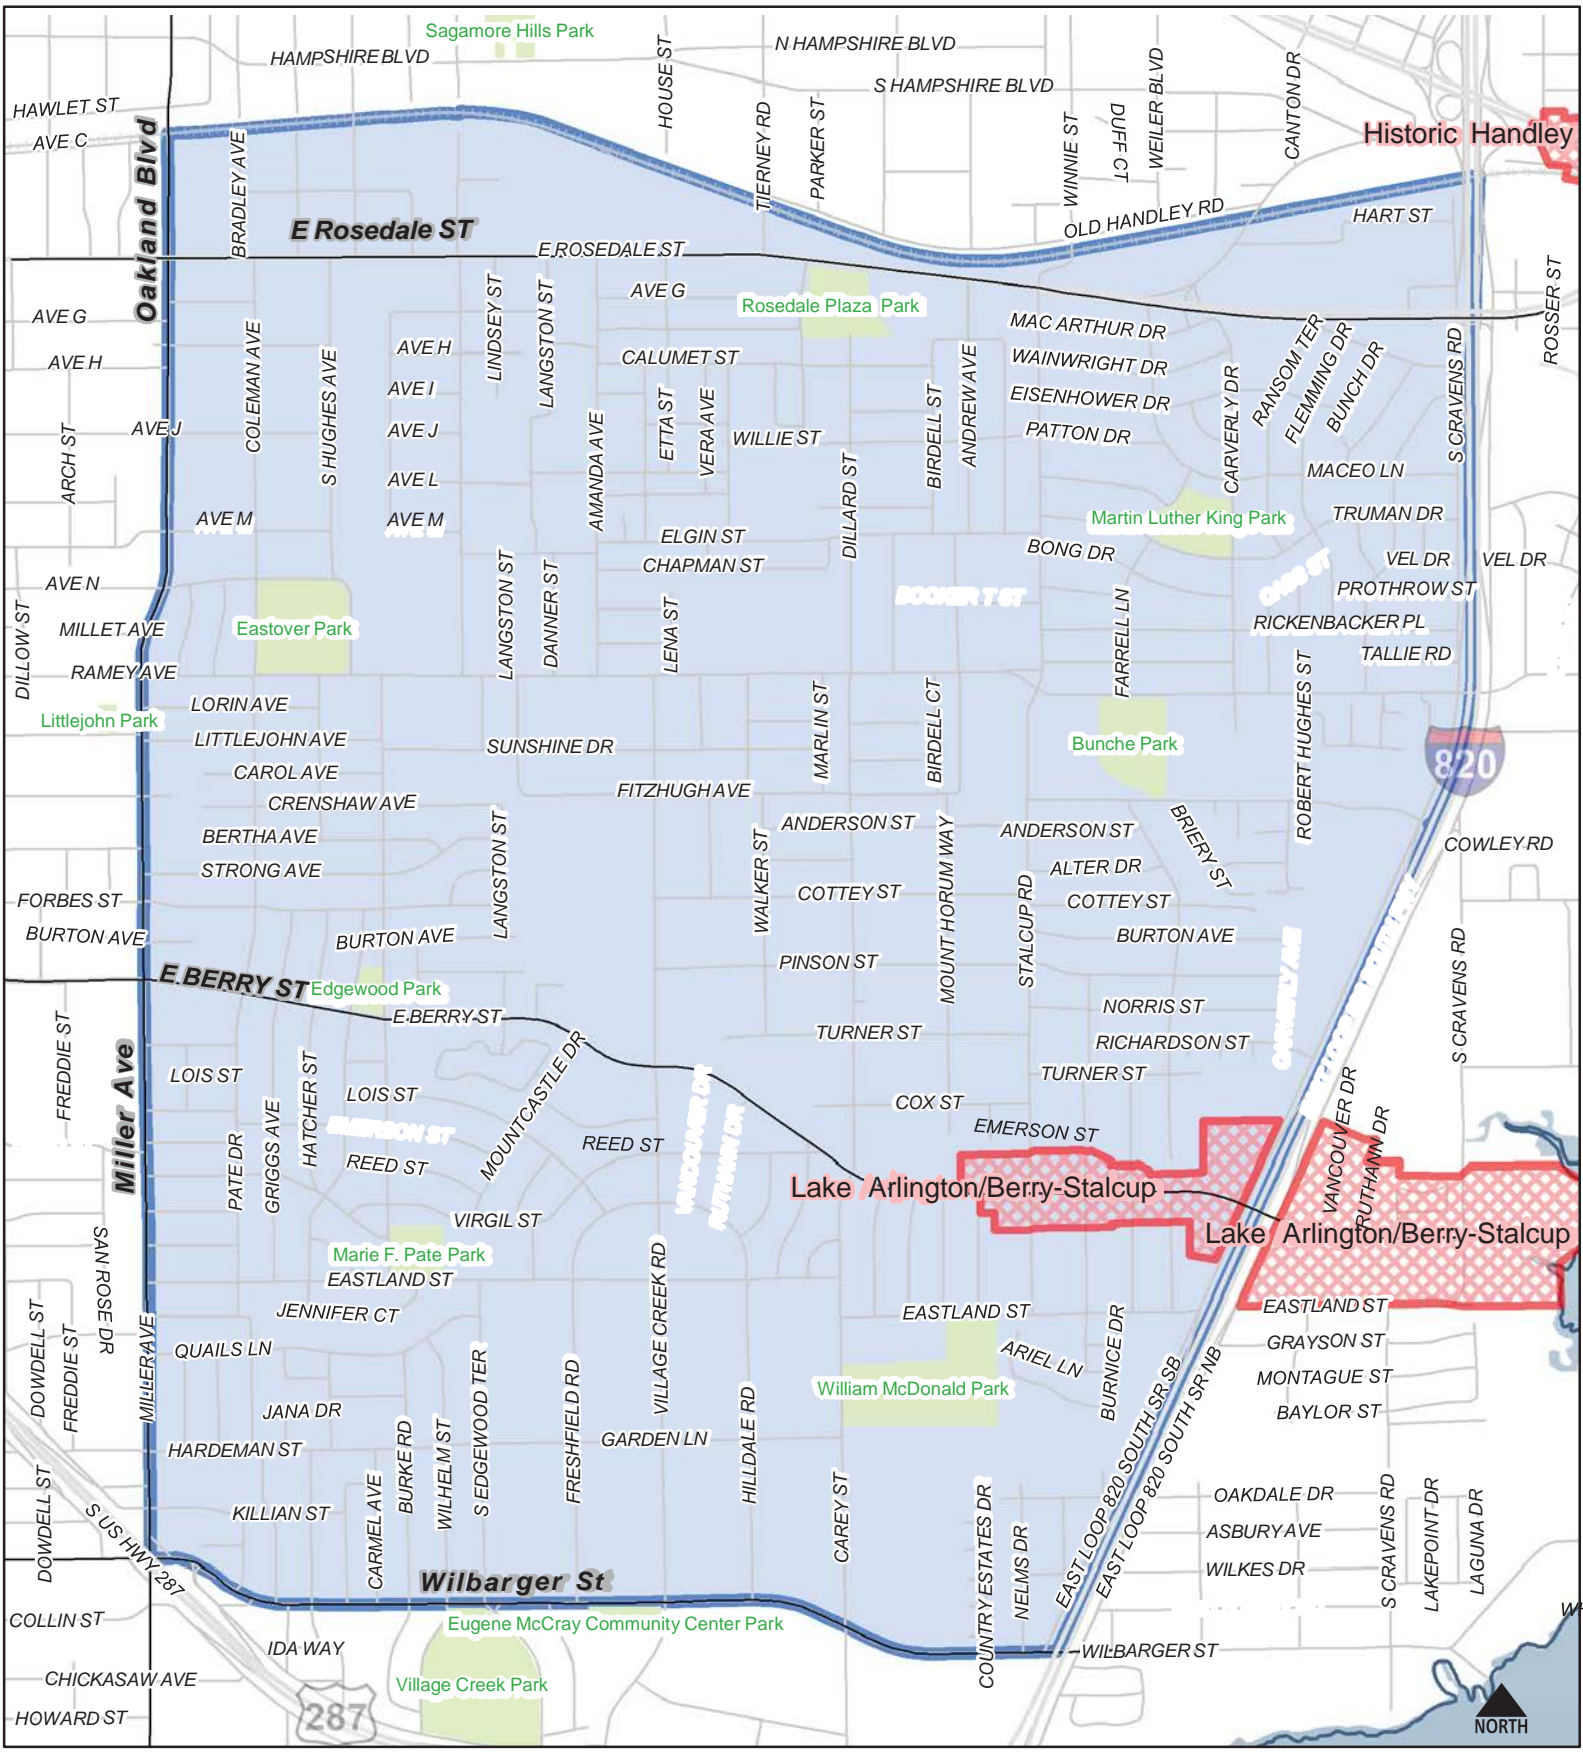 Sagamore Hills Park
HAMPSHIRE BLVD
N HAMPSHIRE BLVD
S HAMPSHIRE BLVD
HOUSE ST
TIERNEY RD
PARKER ST
WINNIE ST
DUFF CT
WEILER BLVD
CANTON DR
HAWLET ST
AVE C
Historic Handley
Oakland Blvd
BRADLEY AVE
E Rosedale ST
E ROSEDALE ST
OLD HANDLEY RD
HART ST
ROSSER ST
AVE G
AVE G
Rosedale Plaza Park
AVE H
AVE H
AVE I
AVE J
AVE J
AVE L
AVE M
AVE M
ARCH ST
COLEMAN AVE
S HUGHES AVE
LINDSEY ST
LANGSTON ST
CALUMET ST
ETTA ST
VERA AVE
WILLIE ST
AMANDA AVE
DILLARD ST
BIRDELL ST
ANDREW AVE
MAC ARTHUR DR
WAINWRIGHT DR
EISENHOWER DR
PATTON DR
CARVERLY DR
RANSOM TER
FLEMMING DR
BUNCH DR
S CRAVENS RD
MACEO LN
Martin Luther King Park
TRUMAN DR
ELGIN ST
CHAPMAN ST
BONG DR
VEL DR
VEL DR
AVE N
DILLOW ST
MILLET AVE
RAMEY AVE
Eastover Park
LANGSTON ST
DANNER ST
LENA ST
BOOKER T ST
FARRELL LN
PROTHROW ST
RICKENBACKER PL
TALLIE RD
Littlejohn Park
LORIN AVE
LITTLEJOHN AVE
CAROL AVE
CRENSHAW AVE
BERTHA AVE
STRONG AVE
SUNSHINE DR
FITZHUGH AVE
MARLIN ST
BIRDELL CT
Bunche Park
ROBERT HUGHES ST
820
LANGSTON ST
WALKER ST
ANDERSON ST
ANDERSON ST
MOUNT HORUM WAY
ALTER DR
BRIERY ST
COWLEY RD
COTTEY ST
COTTEY ST
STALCUP RD
FORBES ST
BURTON AVE
BURTON AVE
BURTON AVE
PINSON ST
S CRAVENS RD
E BERRY ST
Edgewood Park
E BERRY ST
NORRIS ST
TURNER ST
RICHARDSON ST
TURNER ST
FREDDIE ST
Miller Ave
LOIS ST
HATCHER ST
LOIS ST
EMERSON ST
REED ST
PATE DR
GRIGGS AVE
MOUNTCASTLE DR
REED ST
VANCOUVER DR
RUTHANN DR
COX ST
EMERSON ST
Lake Arlington/Berry-Stalcup
VANCOUVER DR
RUTHANN DR
Lake Arlington/Berry-Stalcup
VIRGIL ST
Marie F. Pate Park
EASTLAND ST
SAN ROSE DR
JENNIFER CT
VILLAGE CREEK RD
EASTLAND ST
EASTLAND ST
DOWDELL ST
FREDDIE ST
MILLER AVE
QUAILS LN
GRAYSON ST
MONTAGUE ST
BAYLOR ST
ARIEL LN
BURNICE DR
William McDonald Park
JANA DR
HARDEMAN ST
BURKE RD
WILHELM ST
S EDGEWOOD TER
FRESHFIELD RD
GARDEN LN
HILLDALE RD
EAST LOOP 820 SOUTH SR SB
EAST LOOP 820 SOUTH SR NB
DOWDELL ST
S US HWY 287
KILLIAN ST
CARMEL AVE
CAREY ST
COUNTRY ESTATES DR
NELMS DR
OAKDALE DR
ASBURY AVE
WILKES DR
S CRAVENS RD
LAKEPOINT DR
LAGUNA DR
Wilbarger St
COLLIN ST
Eugene McCray Community Center Park
IDA WAY
WILBARGER ST
CHICKASAW AVE
Village Creek Park
HOWARD ST
287
NORTH